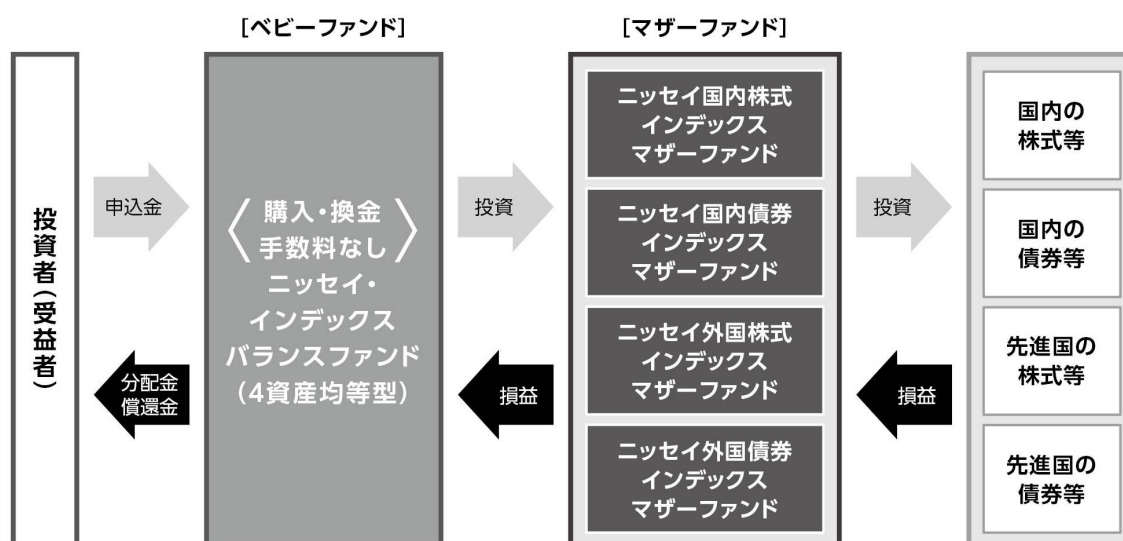 [ベビーファンド]
[マザーファンド]
投資者(受益者)
申込金
分配金
償還金
〈購入・換金
手数料なし〉
ニッセイ・
インデックス
バランスファンド
(4資産均等型)
投資
損益
ニッセイ国内株式
インデックス
マザーファンド
ニッセイ国内債券
インデックス
マザーファンド
ニッセイ外国株式
インデックス
マザーファンド
ニッセイ外国債券
インデックス
マザーファンド
投資
損益
国内の
株式等
国内の
債券等
先進国の
株式等
先進国の
債券等